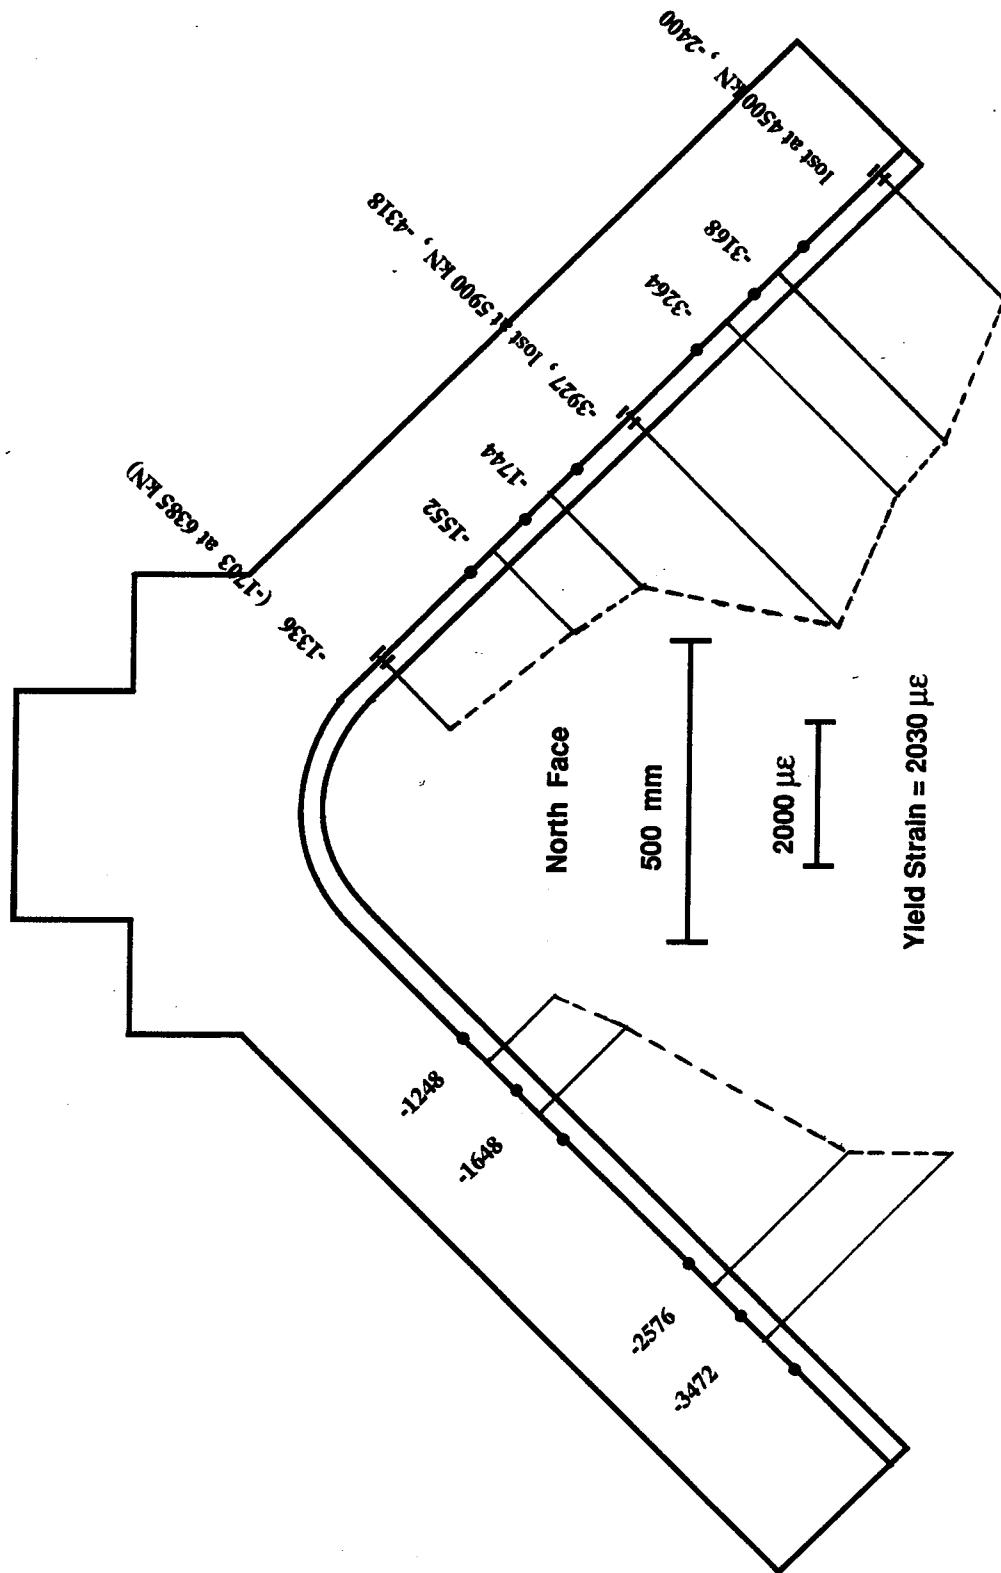 lost at 4500 kN , -2400
-3168
-3264
-3927 , lost at 5900 kN , -4318
-1744
-1552
-1336 (-1703 at 6385 kN)
North Face
500 mm
2000 µε
Yield Strain = 2030 µε
-1248
-1648
-2576
-3472